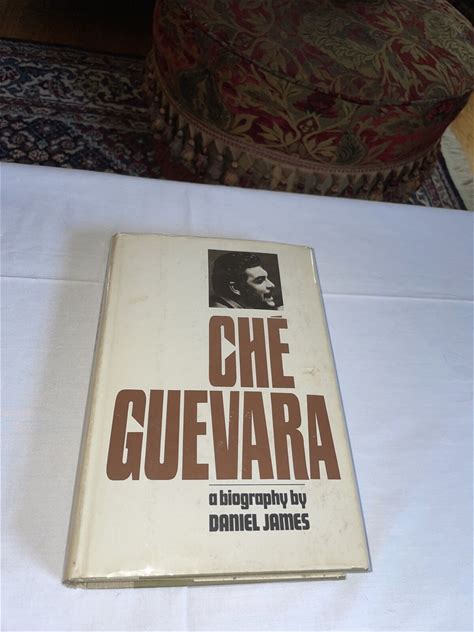 CHÉ
GUEVARA
a biography by
DANIEL JAMES